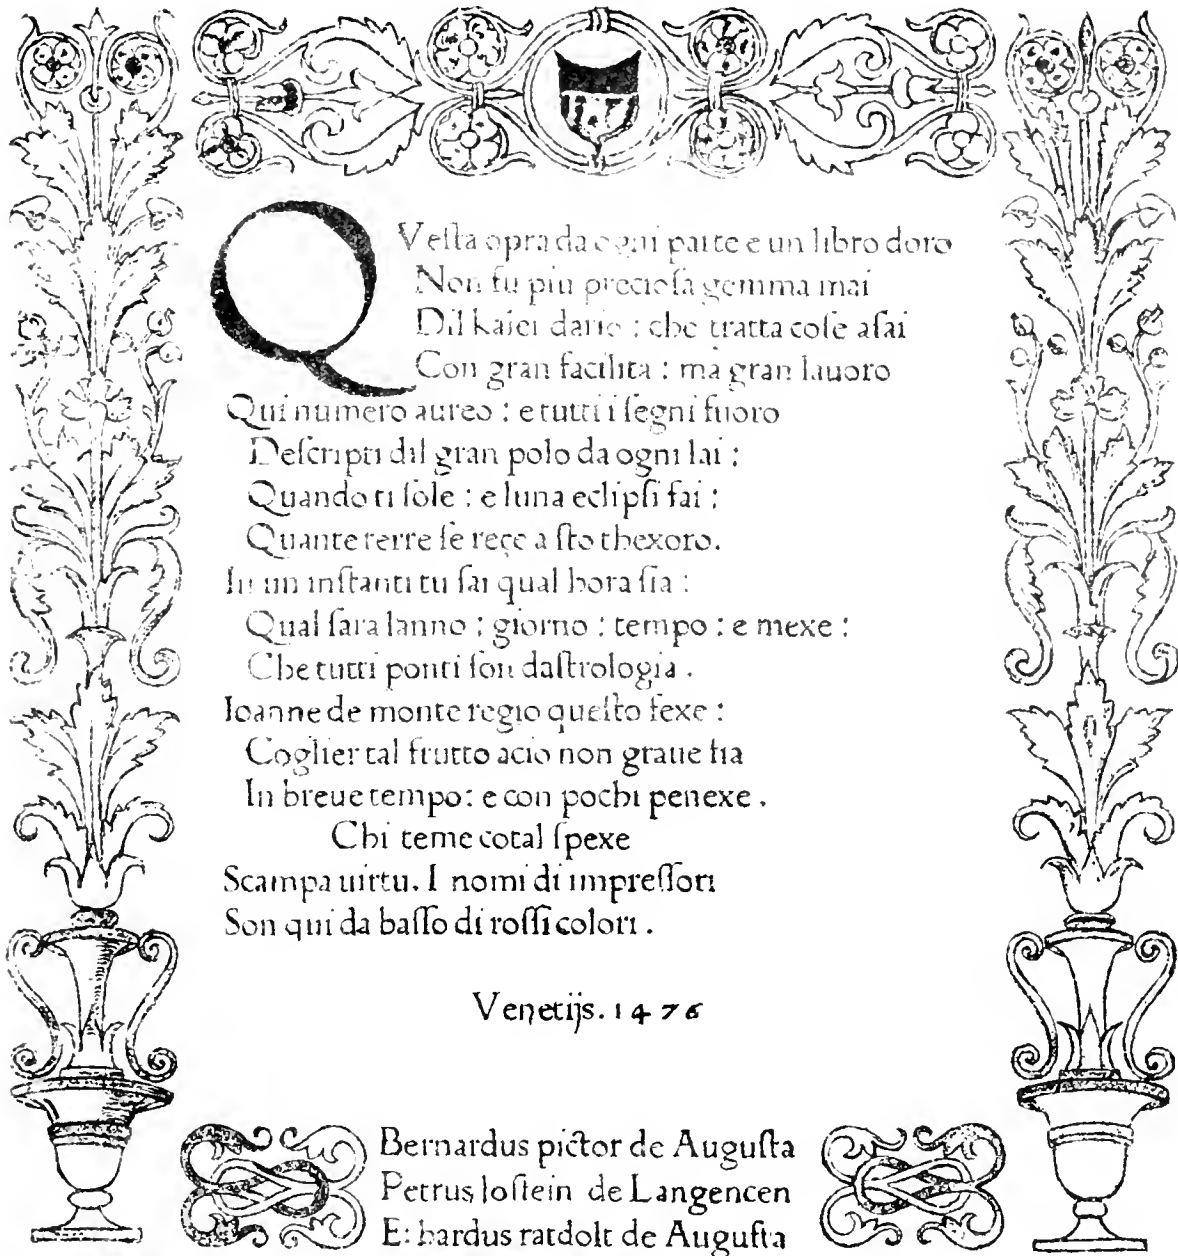 QVesta opra da ogni parte e un libro doro
Non fu piu preciosa gemma mai
Dil kalendario : che tratta cose asai
Con gran facilita : ma gran lauoro
Qui numero aureo : e tutti i segni fuoro
Descripti dil gran polo da ogni lai :
Quando ti sole : e luna eclipsi fai :
Quante terre se rege a sto thexoro.
In un instanti tu sai qual hora sia :
Qual sara lanno : giorno : tempo : e mexe :
Che tutti ponti son dastrologia .
Ioanne de monte regio questo fexe :
Coglier tal frutto acio non graue sia
In breue tempo : e con pochi penexe .
Chi teme cotal spexe
Scampa uirtu. I nomi di impressori
Son qui da basso di rossi colori .
Venetijs. 1476
Bernardus pictor de Augusta
Petrus loslein de Langencen
Erhardus ratdolt de Augusta